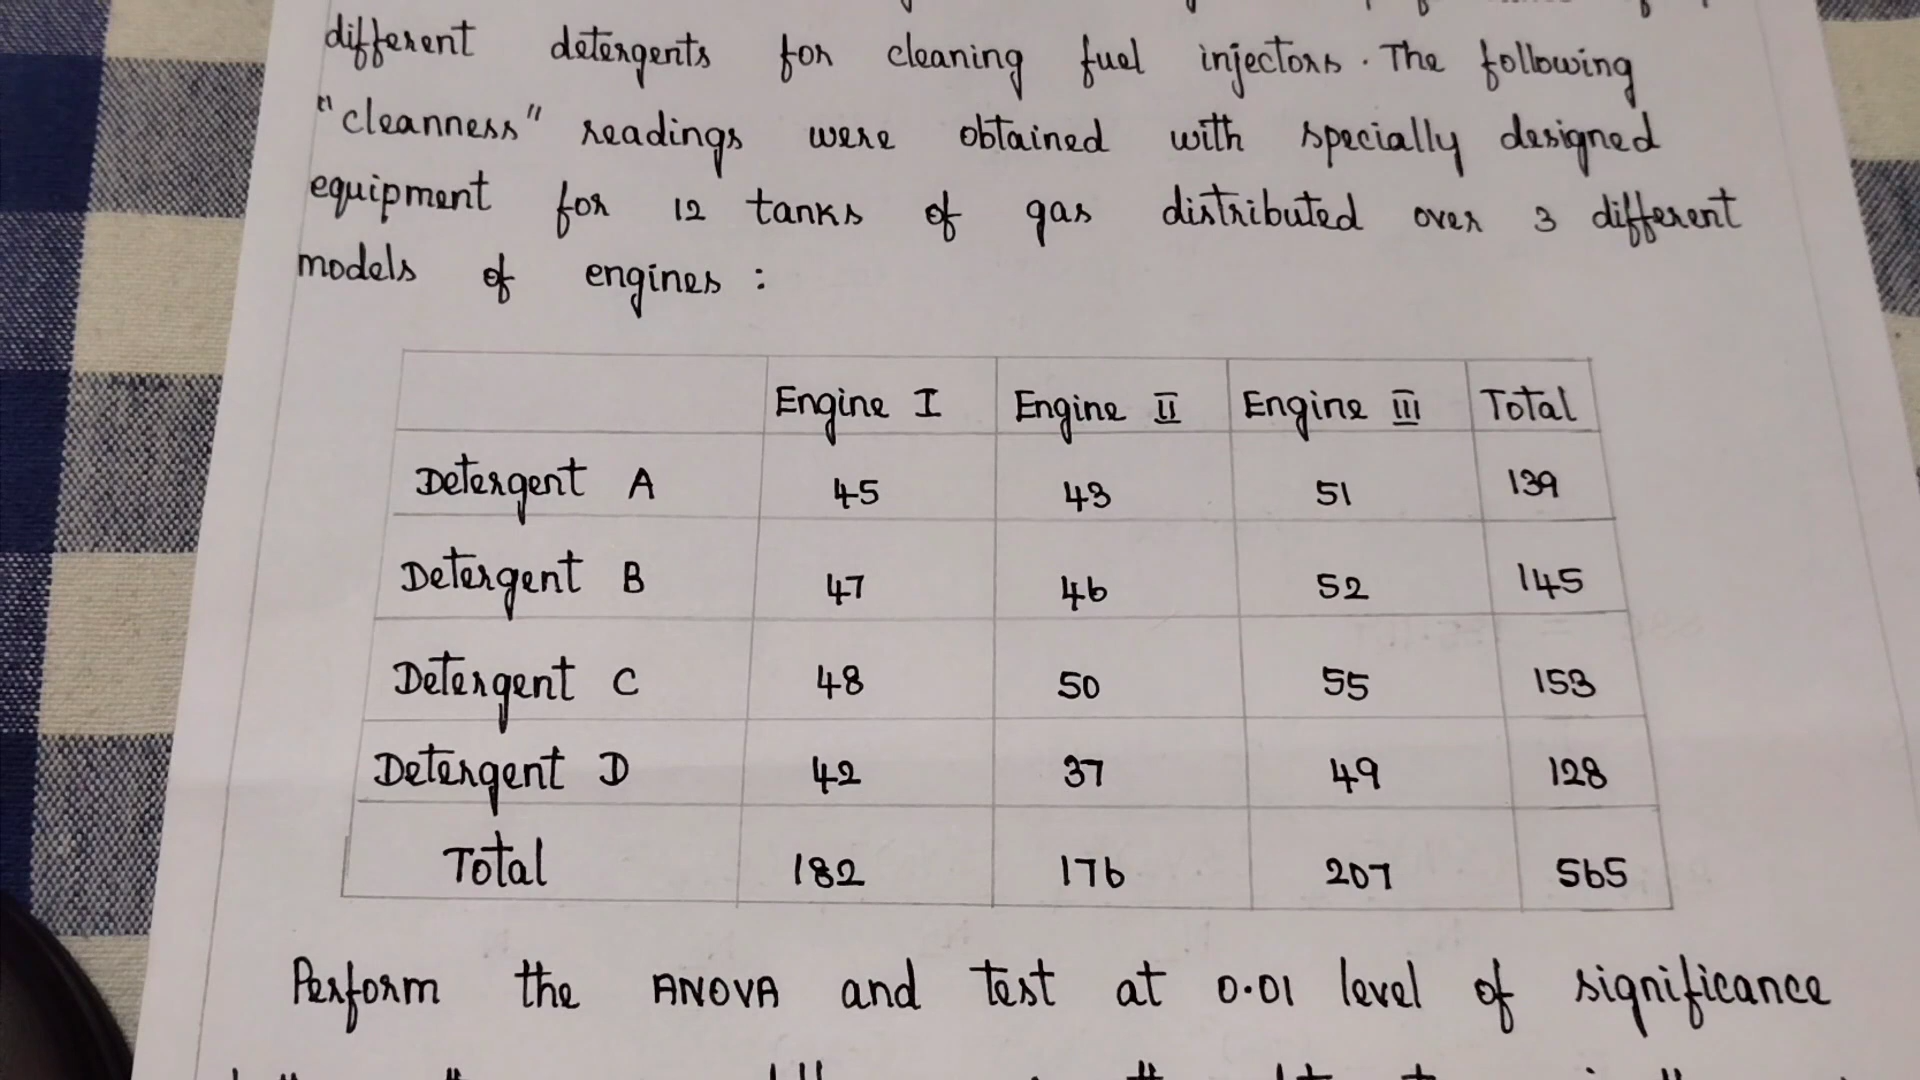 different detergents for cleaning fuel injectors. The following
"cleanness" readings were obtained with specially designed
equipment for 12 tanks of gas distributed over 3 different
models of engines :
Engine I Engine II Engine III Total
Detergent A 45 43 51 139
Detergent B 47 46 52 145
Detergent C 48 50 55 153
Detergent D 42 37 49 128
Total 182 176 207 565
Perform the ANOVA and test at 0.01 level of significance